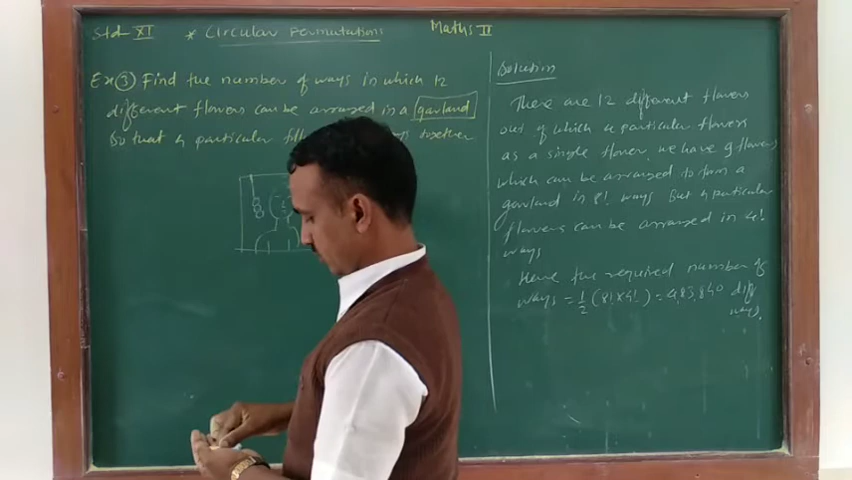 Std XI * Circular Permutations Maths II
Ex ③ Find the number of ways in which 12
different flowers can be arranged in a garland
So that 4 particular together
Solution
There are 12 different flowers
out of which 4 particular flowers
as a single flower, we have 9 flowers
which can be arranged to form a
garland in 8! ways But 4 particular
flowers can be arranged in 4!
ways
Hence the required number of
ways = 1/2 (8! x 4!) = 4,83,840 diff
ways.